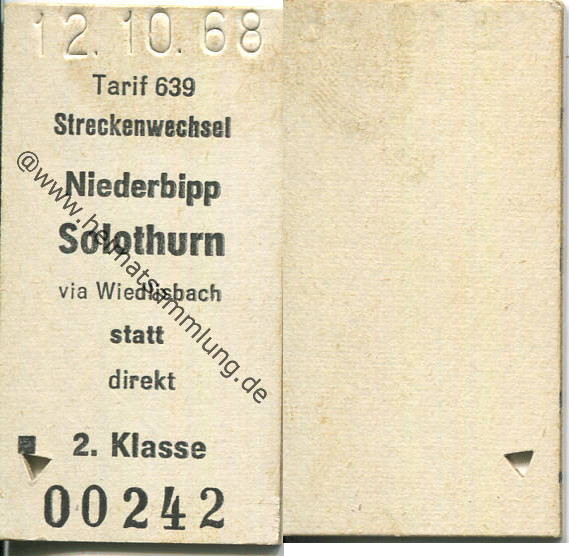 12.10.68
Tarif 639
Streckenwechsel
Niederbipp
Solothurn
via Wiedlisbach
statt
direkt
2. Klasse
00242
@www.heimatsammlung.de